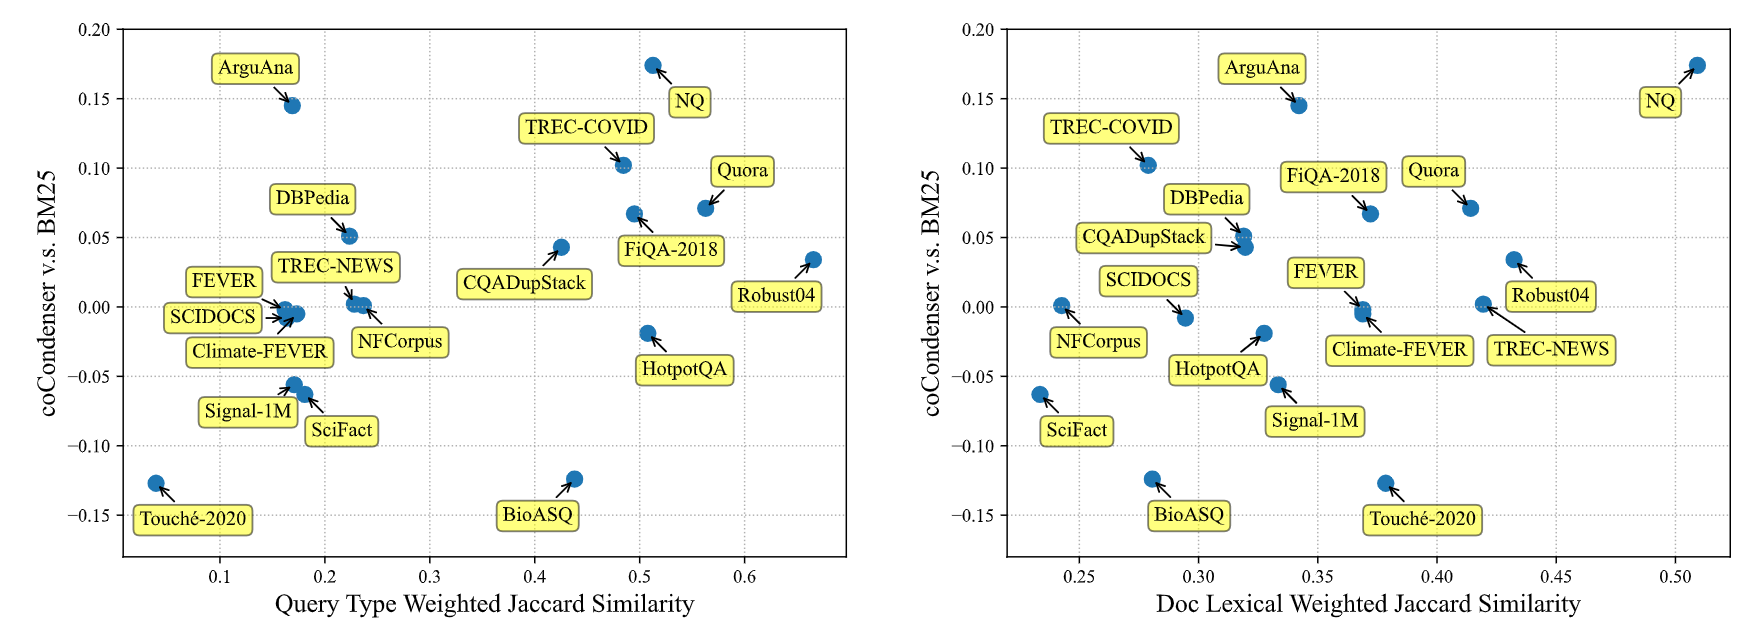 0.20
0.15
0.10
0.05
0.00
−0.05
−0.10
−0.15
coCondenser v.s. BM25
ArguAna
NQ
TREC-COVID
Quora
DBPedia
FiQA-2018
TREC-NEWS
CQADupStack
FEVER
Robust04
SCIDOCS
Climate-FEVER
NFCorpus
HotpotQA
Signal-1M
SciFact
BioASQ
Touché-2020
0.1 0.2 0.3 0.4 0.5 0.6
Query Type Weighted Jaccard Similarity
0.20
0.15
0.10
0.05
0.00
−0.05
−0.10
−0.15
coCondenser v.s. BM25
ArguAna
NQ
TREC-COVID
FiQA-2018
Quora
DBPedia
CQADupStack
FEVER
SCIDOCS
Robust04
NFCorpus
Climate-FEVER
TREC-NEWS
HotpotQA
Signal-1M
SciFact
BioASQ
Touché-2020
0.25 0.30 0.35 0.40 0.45 0.50
Doc Lexical Weighted Jaccard Similarity